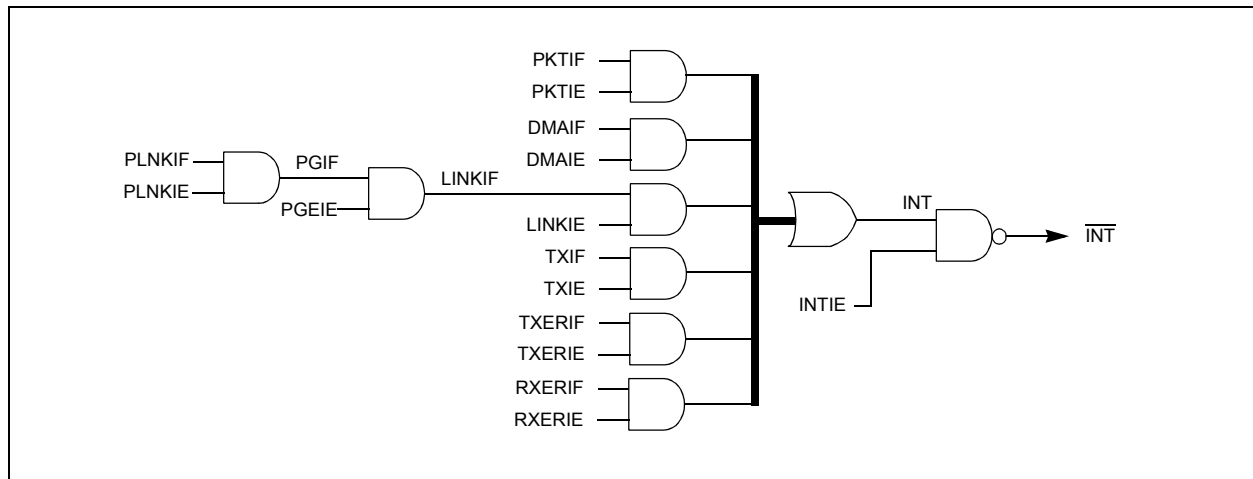 PKTIF
PKTIE
DMAIF
DMAIE
PLNKIF
PLNKIE
PGIF
PGEIE
LINKIF
LINKIE
TXIF
TXIE
TXERIF
TXERIE
RXERIF
RXERIE
INT
INTIE
INT